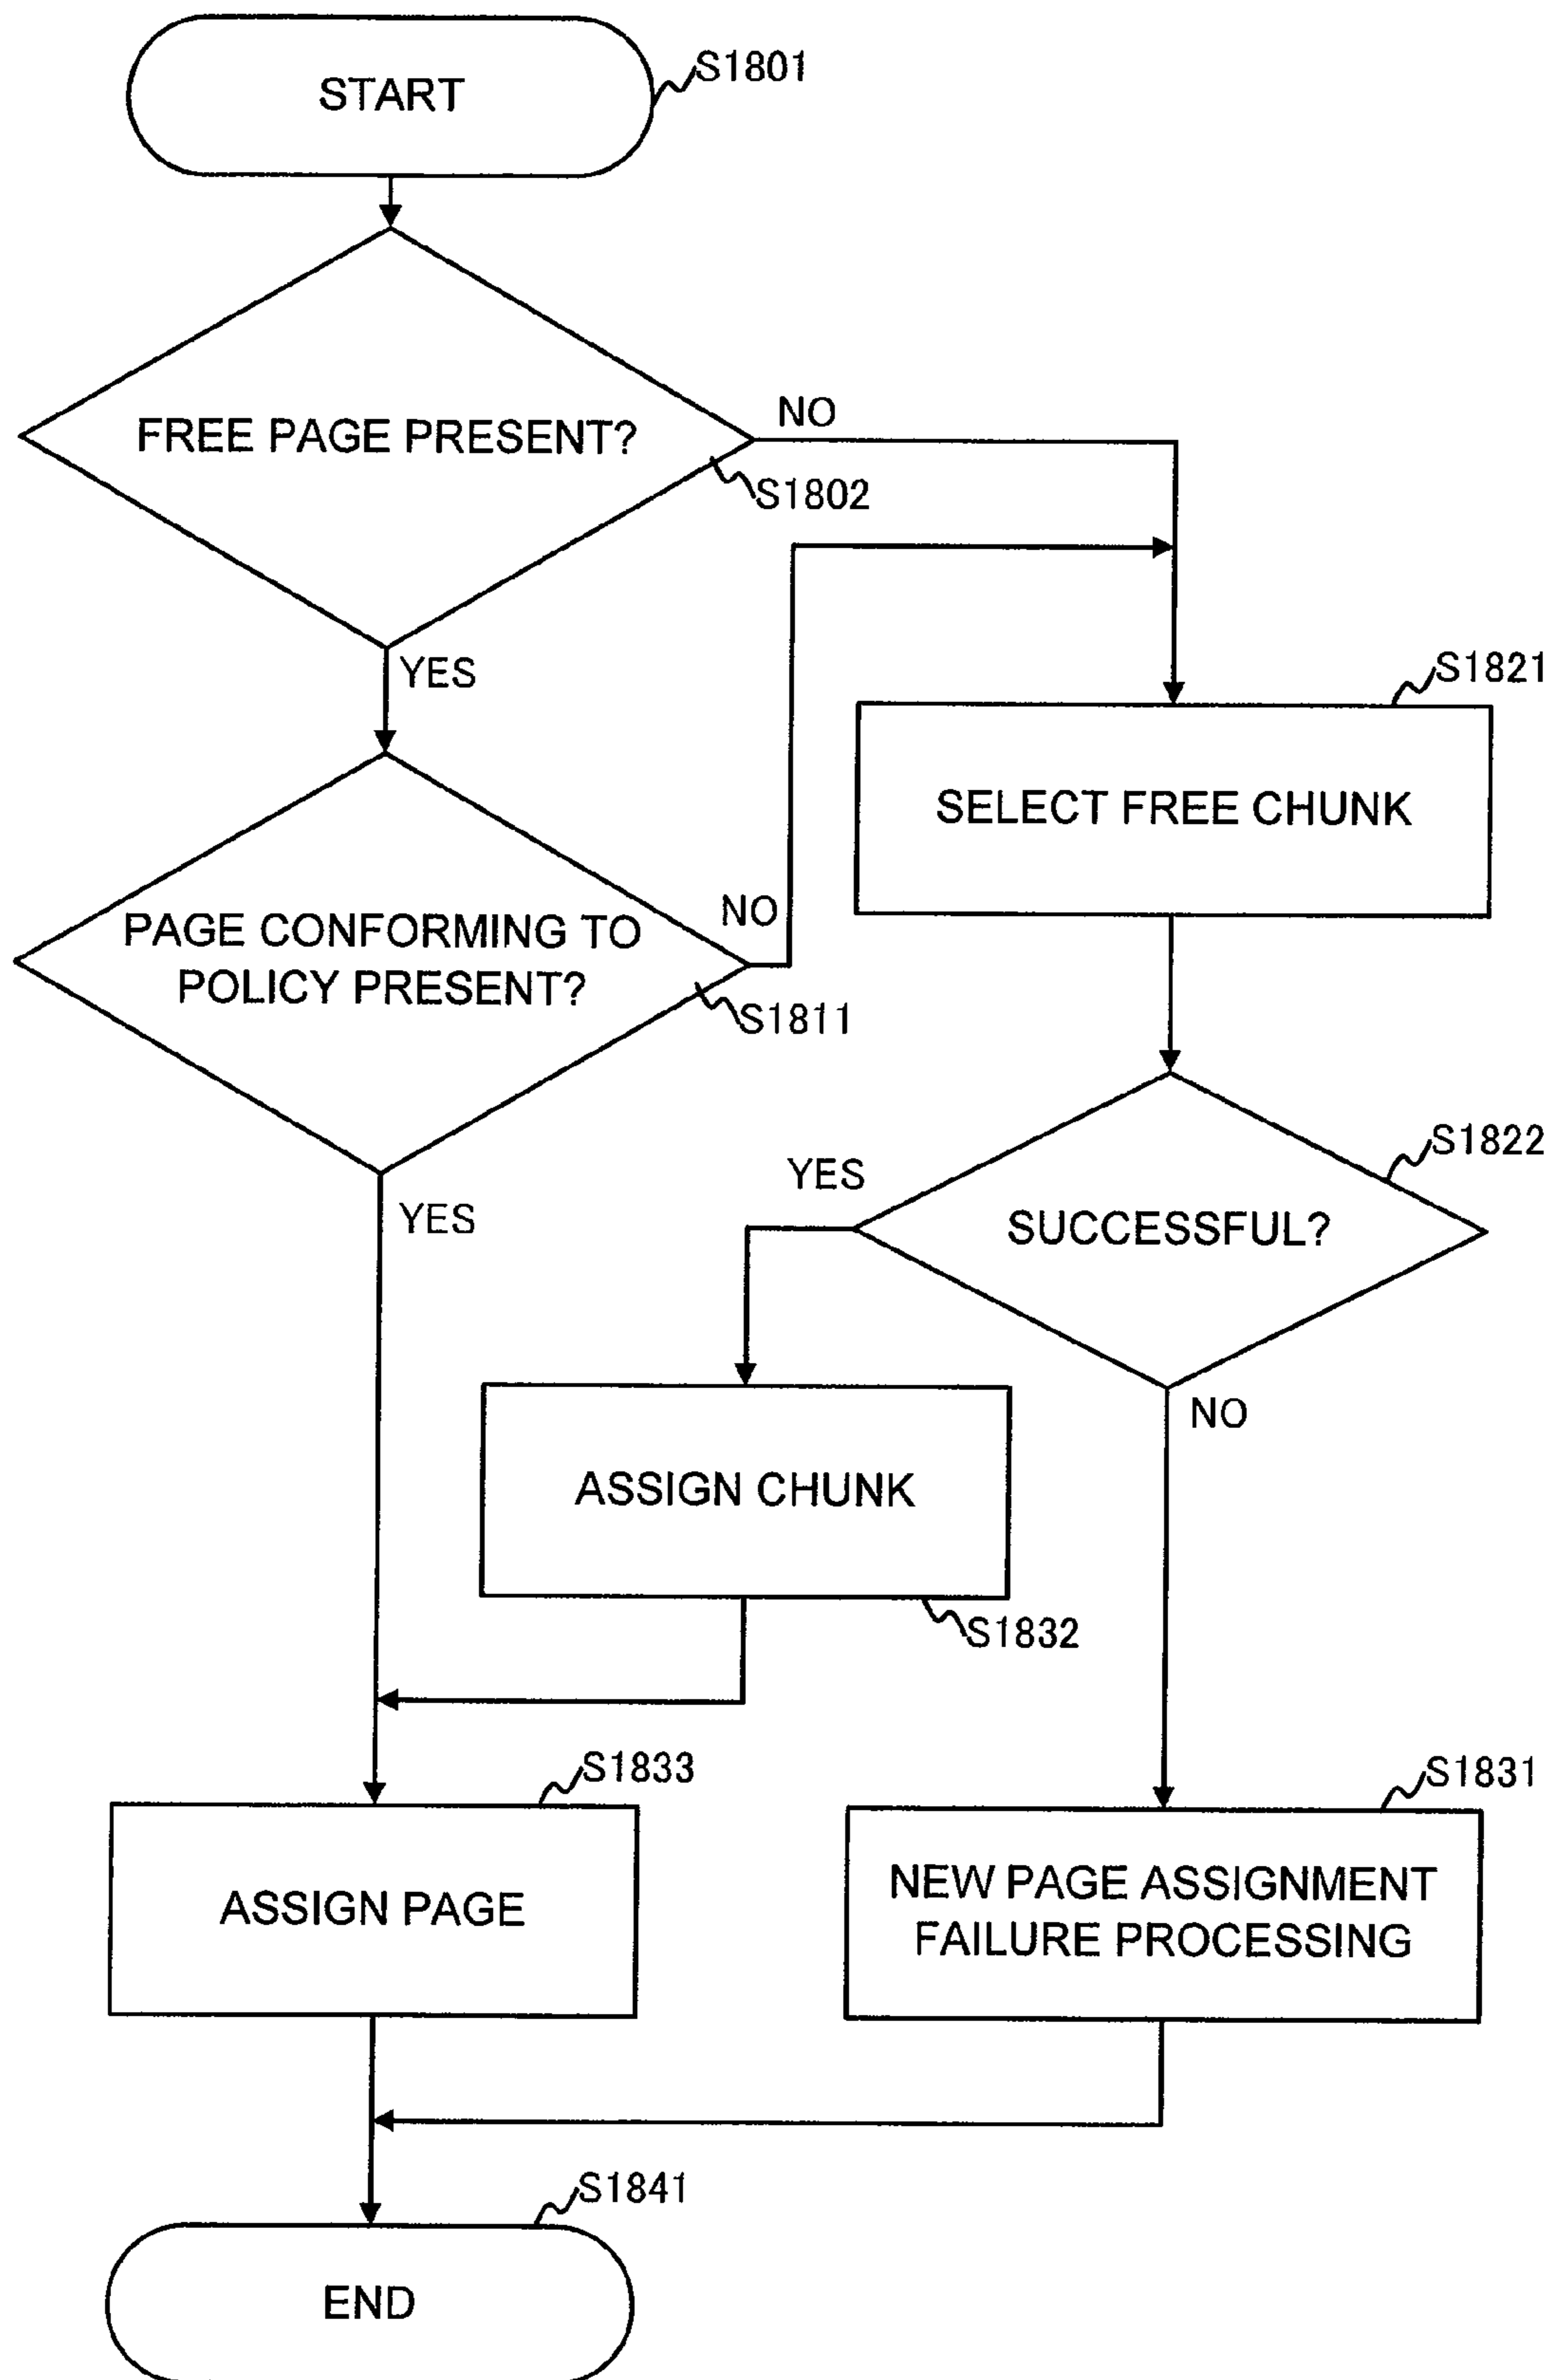 START
S1801
FREE PAGE PRESENT?
NO
S1802
YES
S1821
SELECT FREE CHUNK
PAGE CONFORMING TO
POLICY PRESENT?
NO
S1811
YES
S1822
YES
SUCCESSFUL?
NO
ASSIGN CHUNK
S1832
S1833
ASSIGN PAGE
S1831
NEW PAGE ASSIGNMENT
FAILURE PROCESSING
S1841
END